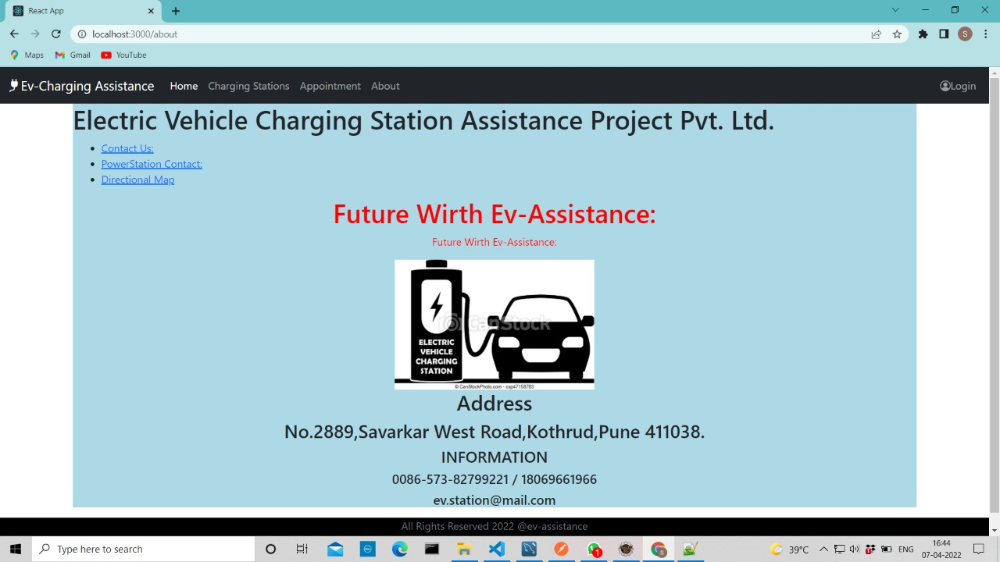 React App
localhost:3000/about
S
Maps Gmail YouTube
Ev-Charging Assistance Home Charging Stations Appointment About Login
Electric Vehicle Charging Station Assistance Project Pvt. Ltd.
Contact Us:
PowerStation Contact:
Directional Map
Future Wirth Ev-Assistance:
Future Wirth Ev-Assistance:
CanStock
ELECTRIC
VEHICLE
CHARGING
STATION
© CanStockPhoto.com - csp47158783
Address
No.2889,Savarkar West Road,Kothrud,Pune 411038.
INFORMATION
0086-573-82799221 / 18069661966
ev.station@mail.com
All Rights Reserved 2022 @ev-assistance
Type here to search
1
39°C
ENG
16:44
07-04-2022